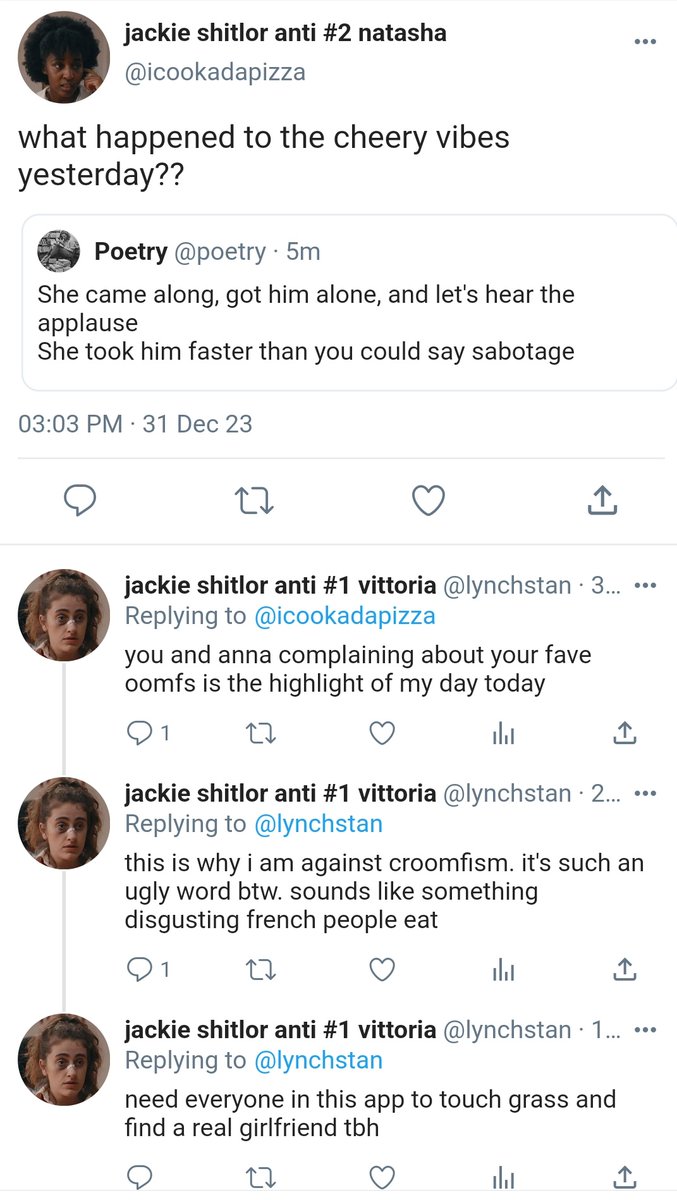 jackie shitlor anti #2 natasha
@icookadapizza
what happened to the cheery vibes
yesterday??
Poetry @poetry · 5m
She came along, got him alone, and let's hear the
applause
She took him faster than you could say sabotage
03:03 PM · 31 Dec 23
jackie shitlor anti #1 vittoria @lynchstan · 3...
Replying to @icookadapizza
you and anna complaining about your fave
oomfs is the highlight of my day today
1
jackie shitlor anti #1 vittoria @lynchstan · 2...
Replying to @lynchstan
this is why i am against croomfism. it's such an
ugly word btw. sounds like something
disgusting french people eat
1
jackie shitlor anti #1 vittoria @lynchstan · 1...
Replying to @lynchstan
need everyone in this app to touch grass and
find a real girlfriend tbh